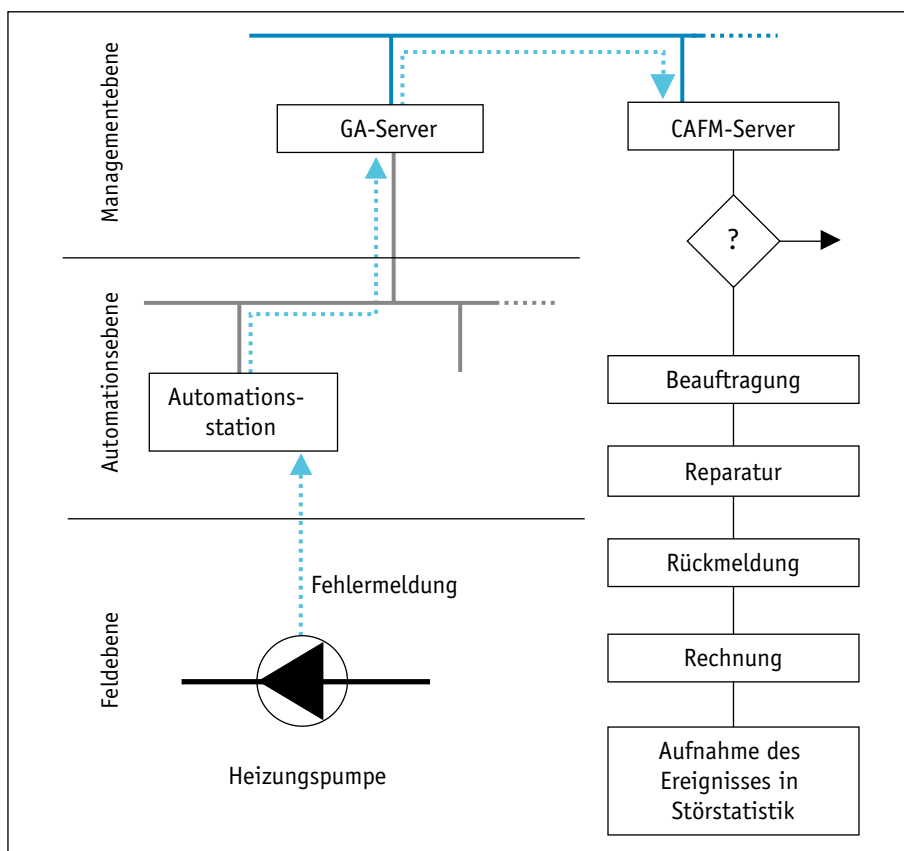 Managementebene
GA-Server
CAFM-Server
?
Automationsebene
Automations-
station
Feldebene
Fehlermeldung
Heizungspumpe
Beauftragung
Reparatur
Rückmeldung
Rechnung
Aufnahme des
Ereignisses in
Störstatistik